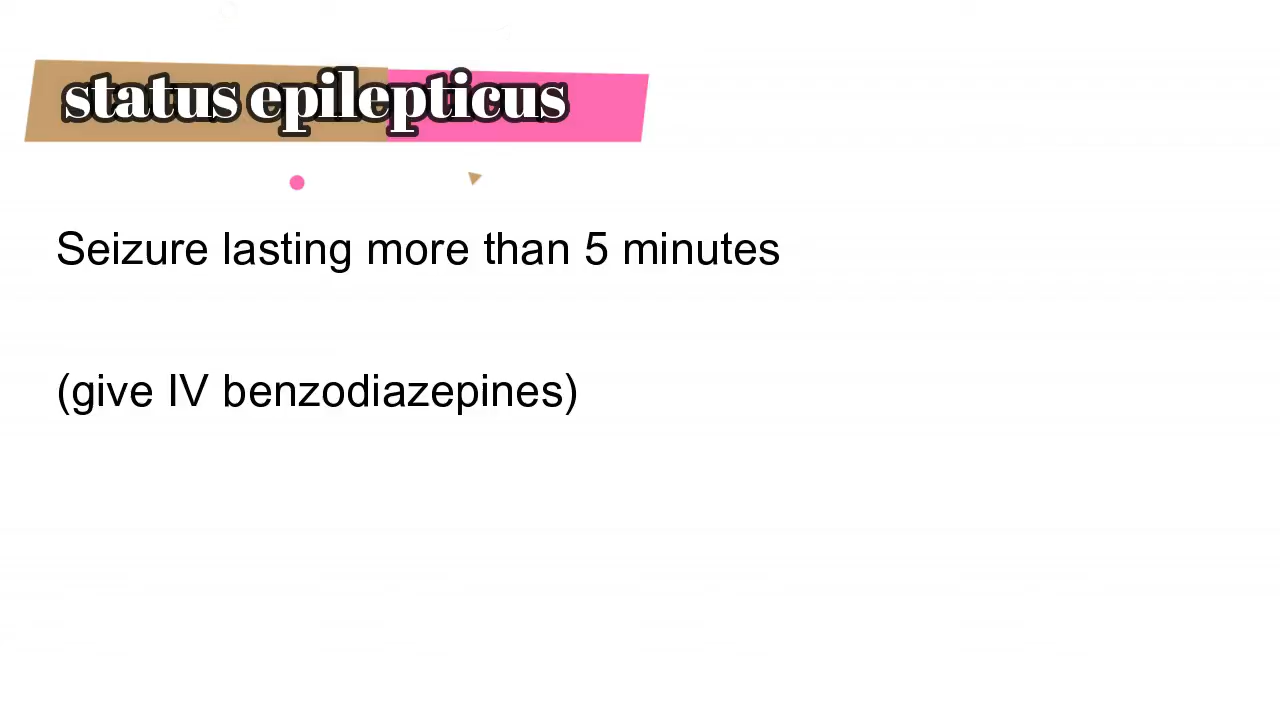 status epilepticus
Seizure lasting more than 5 minutes
(give IV benzodiazepines)